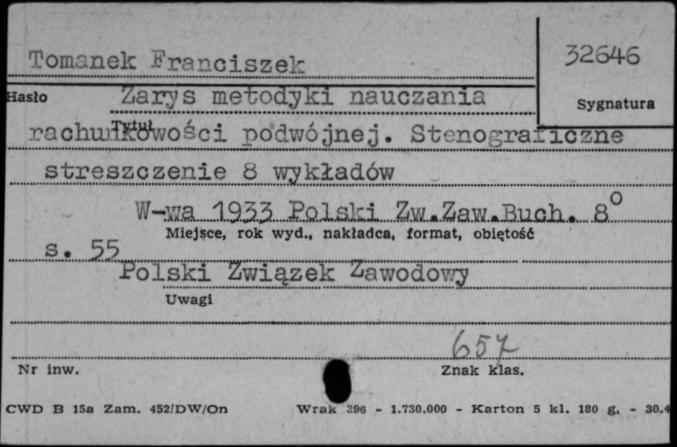 Tomanek Franciszek
32646
Hasło
Zarys metodyki nauczania
Sygnatura
Tytuł
rachunkowości podwójnej. Stenograficzne
streszczenie 8 wykładów
W-wa 1933 Polski Zw.Zaw.Buch. 8°
Miejsce, rok wyd., nakładca, format, objętość
s. 55
Polski Związek Zawodowy
Uwagi
657
Nr inw.
Znak klas.
CWD B 15a Zam. 452/DW/On Wrak 396 - 1.730.000 - Karton 5 kl. 180 g. - 30.4